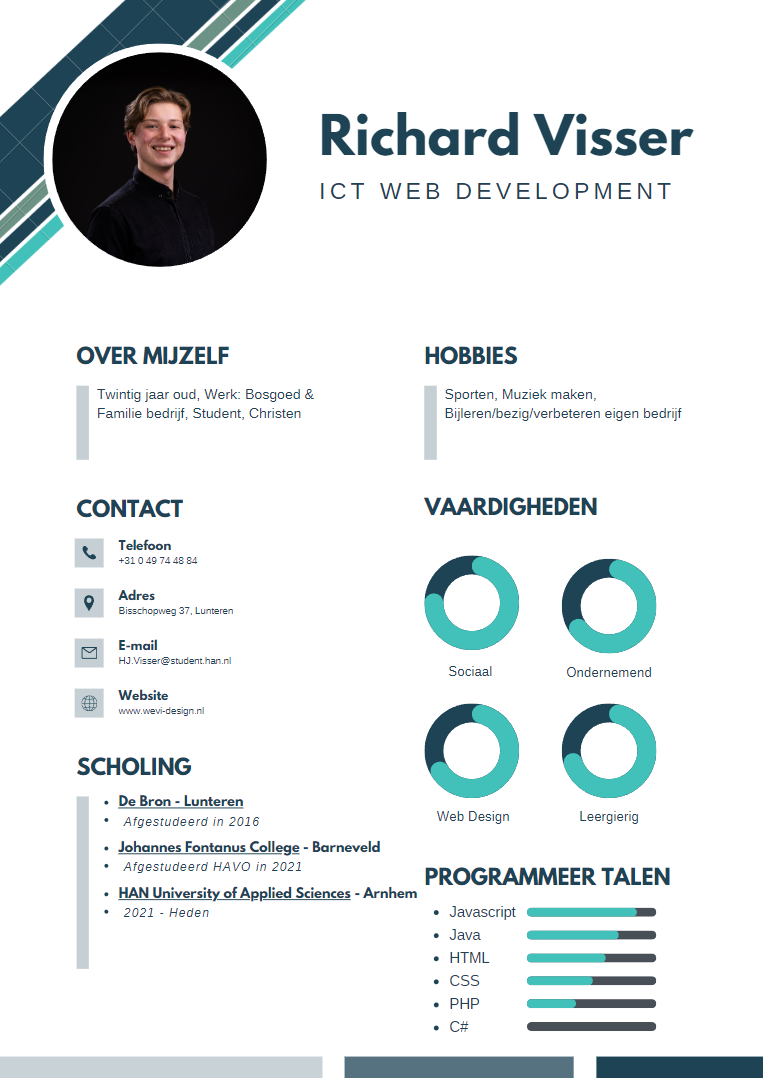 Richard Visser
ICT WEB DEVELOPMENT
OVER MIJZELF
Twintig jaar oud, Werk: Bosgoed &
Familie bedrijf, Student, Christen
HOBBIES
Sporten, Muziek maken,
Bijleren/bezig/verbeteren eigen bedrijf
CONTACT
Telefoon
+31 0 49 74 48 84
Adres
Bisschopweg 37, Lunteren
E-mail
HJ.Visser@student.han.nl
Website
www.wevi-design.nl
SCHOLING
• De Bron - Lunteren
• Afgestudeerd in 2016
• Johannes Fontanus College - Barneveld
• Afgestudeerd HAVO in 2021
• HAN University of Applied Sciences - Arnhem
• 2021 - Heden
VAARDIGHEDEN
Sociaal
Ondernemend
Web Design
Leergierig
PROGRAMMEER TALEN
• Javascript
• Java
• HTML
• CSS
• PHP
• C#